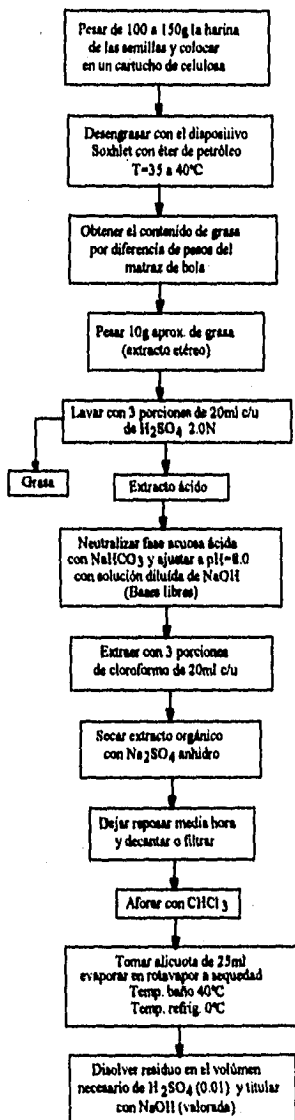 Pesar de 100 a 150g la harina
de las semillas y colocar
en un cartucho de celulosa
Desengrasar con el dispositivo
Soxhlet con éter de petróleo
T=35 a 40ºC
Obtener el contenido de grasa
por diferencia de pesos del
matraz de bola
Pesar 10g aprox. de grasa
(extracto etéreo)
Lavar con 3 porciones de 20ml c/u
de H2SO4 2.0N
Grasa
Extracto ácido
Neutralizar fase acuosa ácida
con NaHCO3 y ajustar a pH=8.0
con solución diluída de NaOH
(Bases libres)
Extraer con 3 porciones
de cloroformo de 20ml c/u
Secar extracto orgánico
con Na2SO4 anhidro
Dejar reposar media hora
y decantar o filtrar
Aforar con CHCl3
Tomar alicuota de 25ml
evaporar en rotavapor a sequedad
Temp. baño 40ºC
Temp. refrig. 0ºC
Disolver residuo en el volúmen
necesario de H2SO4 (0.01) y titular
con NaOH (valorada)